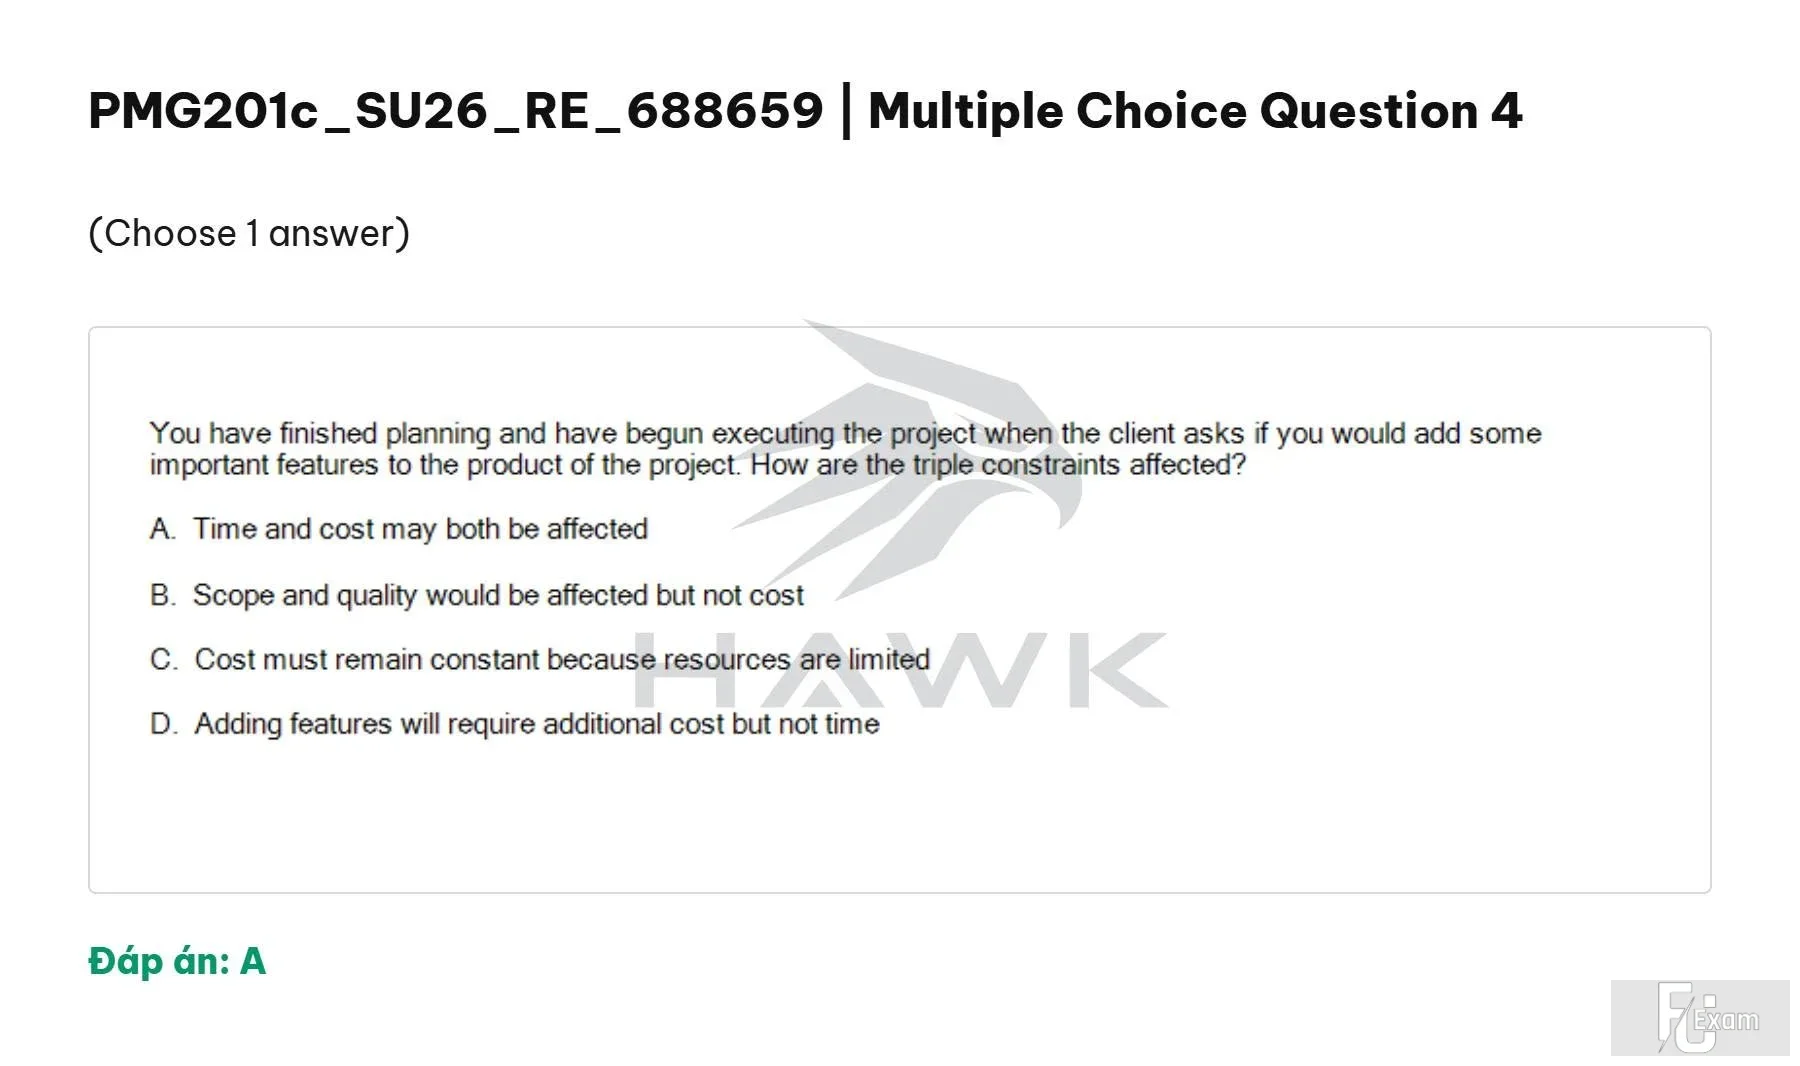 PMG201c_SU26_RE_688659 | Multiple Choice Question 4
(Choose 1 answer)
You have finished planning and have begun executing the project when the client asks if you would add some
important features to the product of the project. How are the triple constraints affected?
A. Time and cost may both be affected
B. Scope and quality would be affected but not cost
C. Cost must remain constant because resources are limited
D. Adding features will require additional cost but not time
HAWK
Đáp án: A
FU Exam